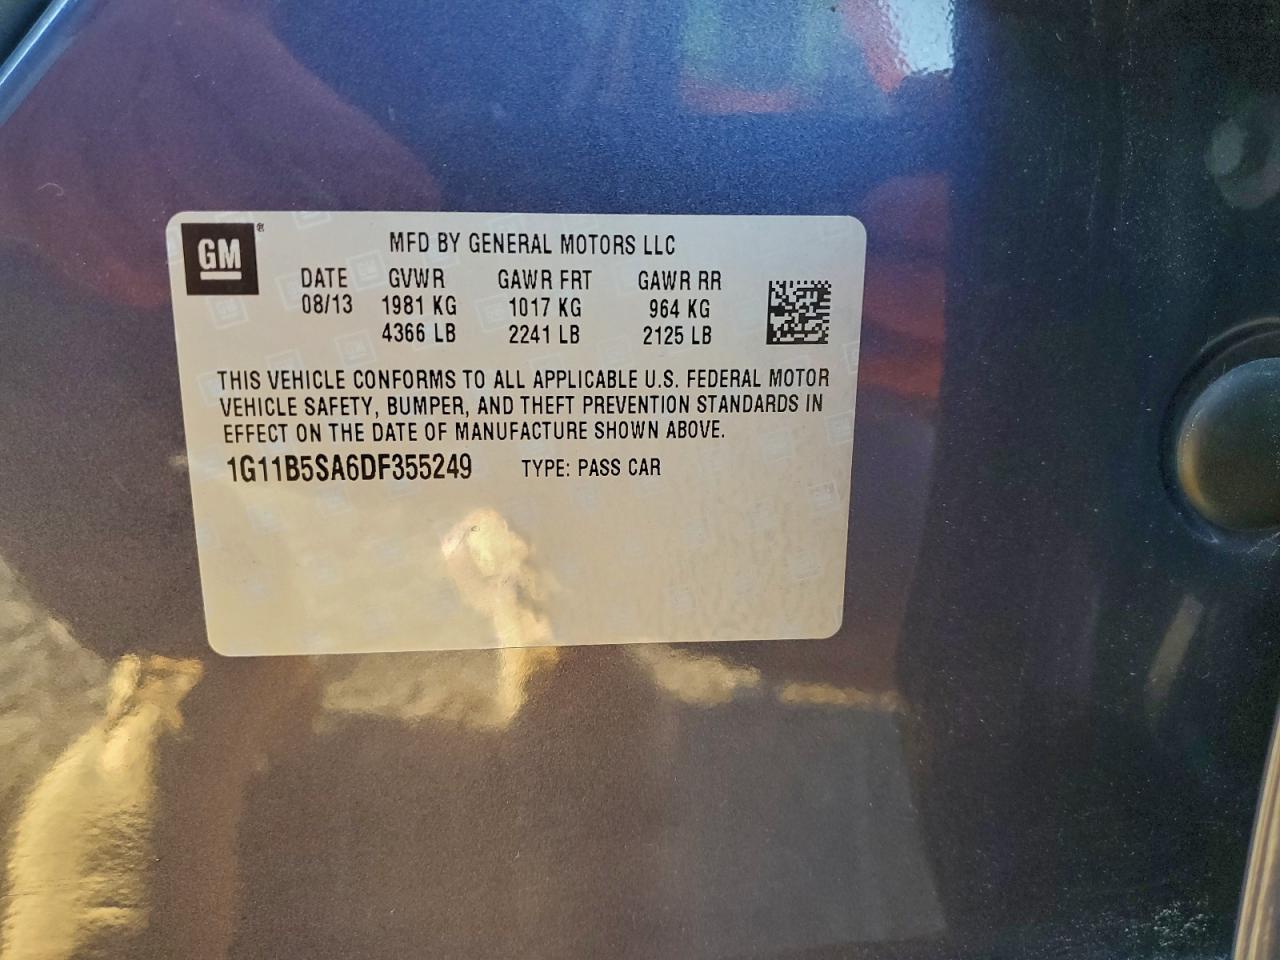 GM ®
MFD BY GENERAL MOTORS LLC
DATE GVWR GAWR FRT GAWR RR
08/13 1981 KG 1017 KG 964 KG
4366 LB 2241 LB 2125 LB
THIS VEHICLE CONFORMS TO ALL APPLICABLE U.S. FEDERAL MOTOR
VEHICLE SAFETY, BUMPER, AND THEFT PREVENTION STANDARDS IN
EFFECT ON THE DATE OF MANUFACTURE SHOWN ABOVE.
1G11B5SA6DF355249 TYPE: PASS CAR